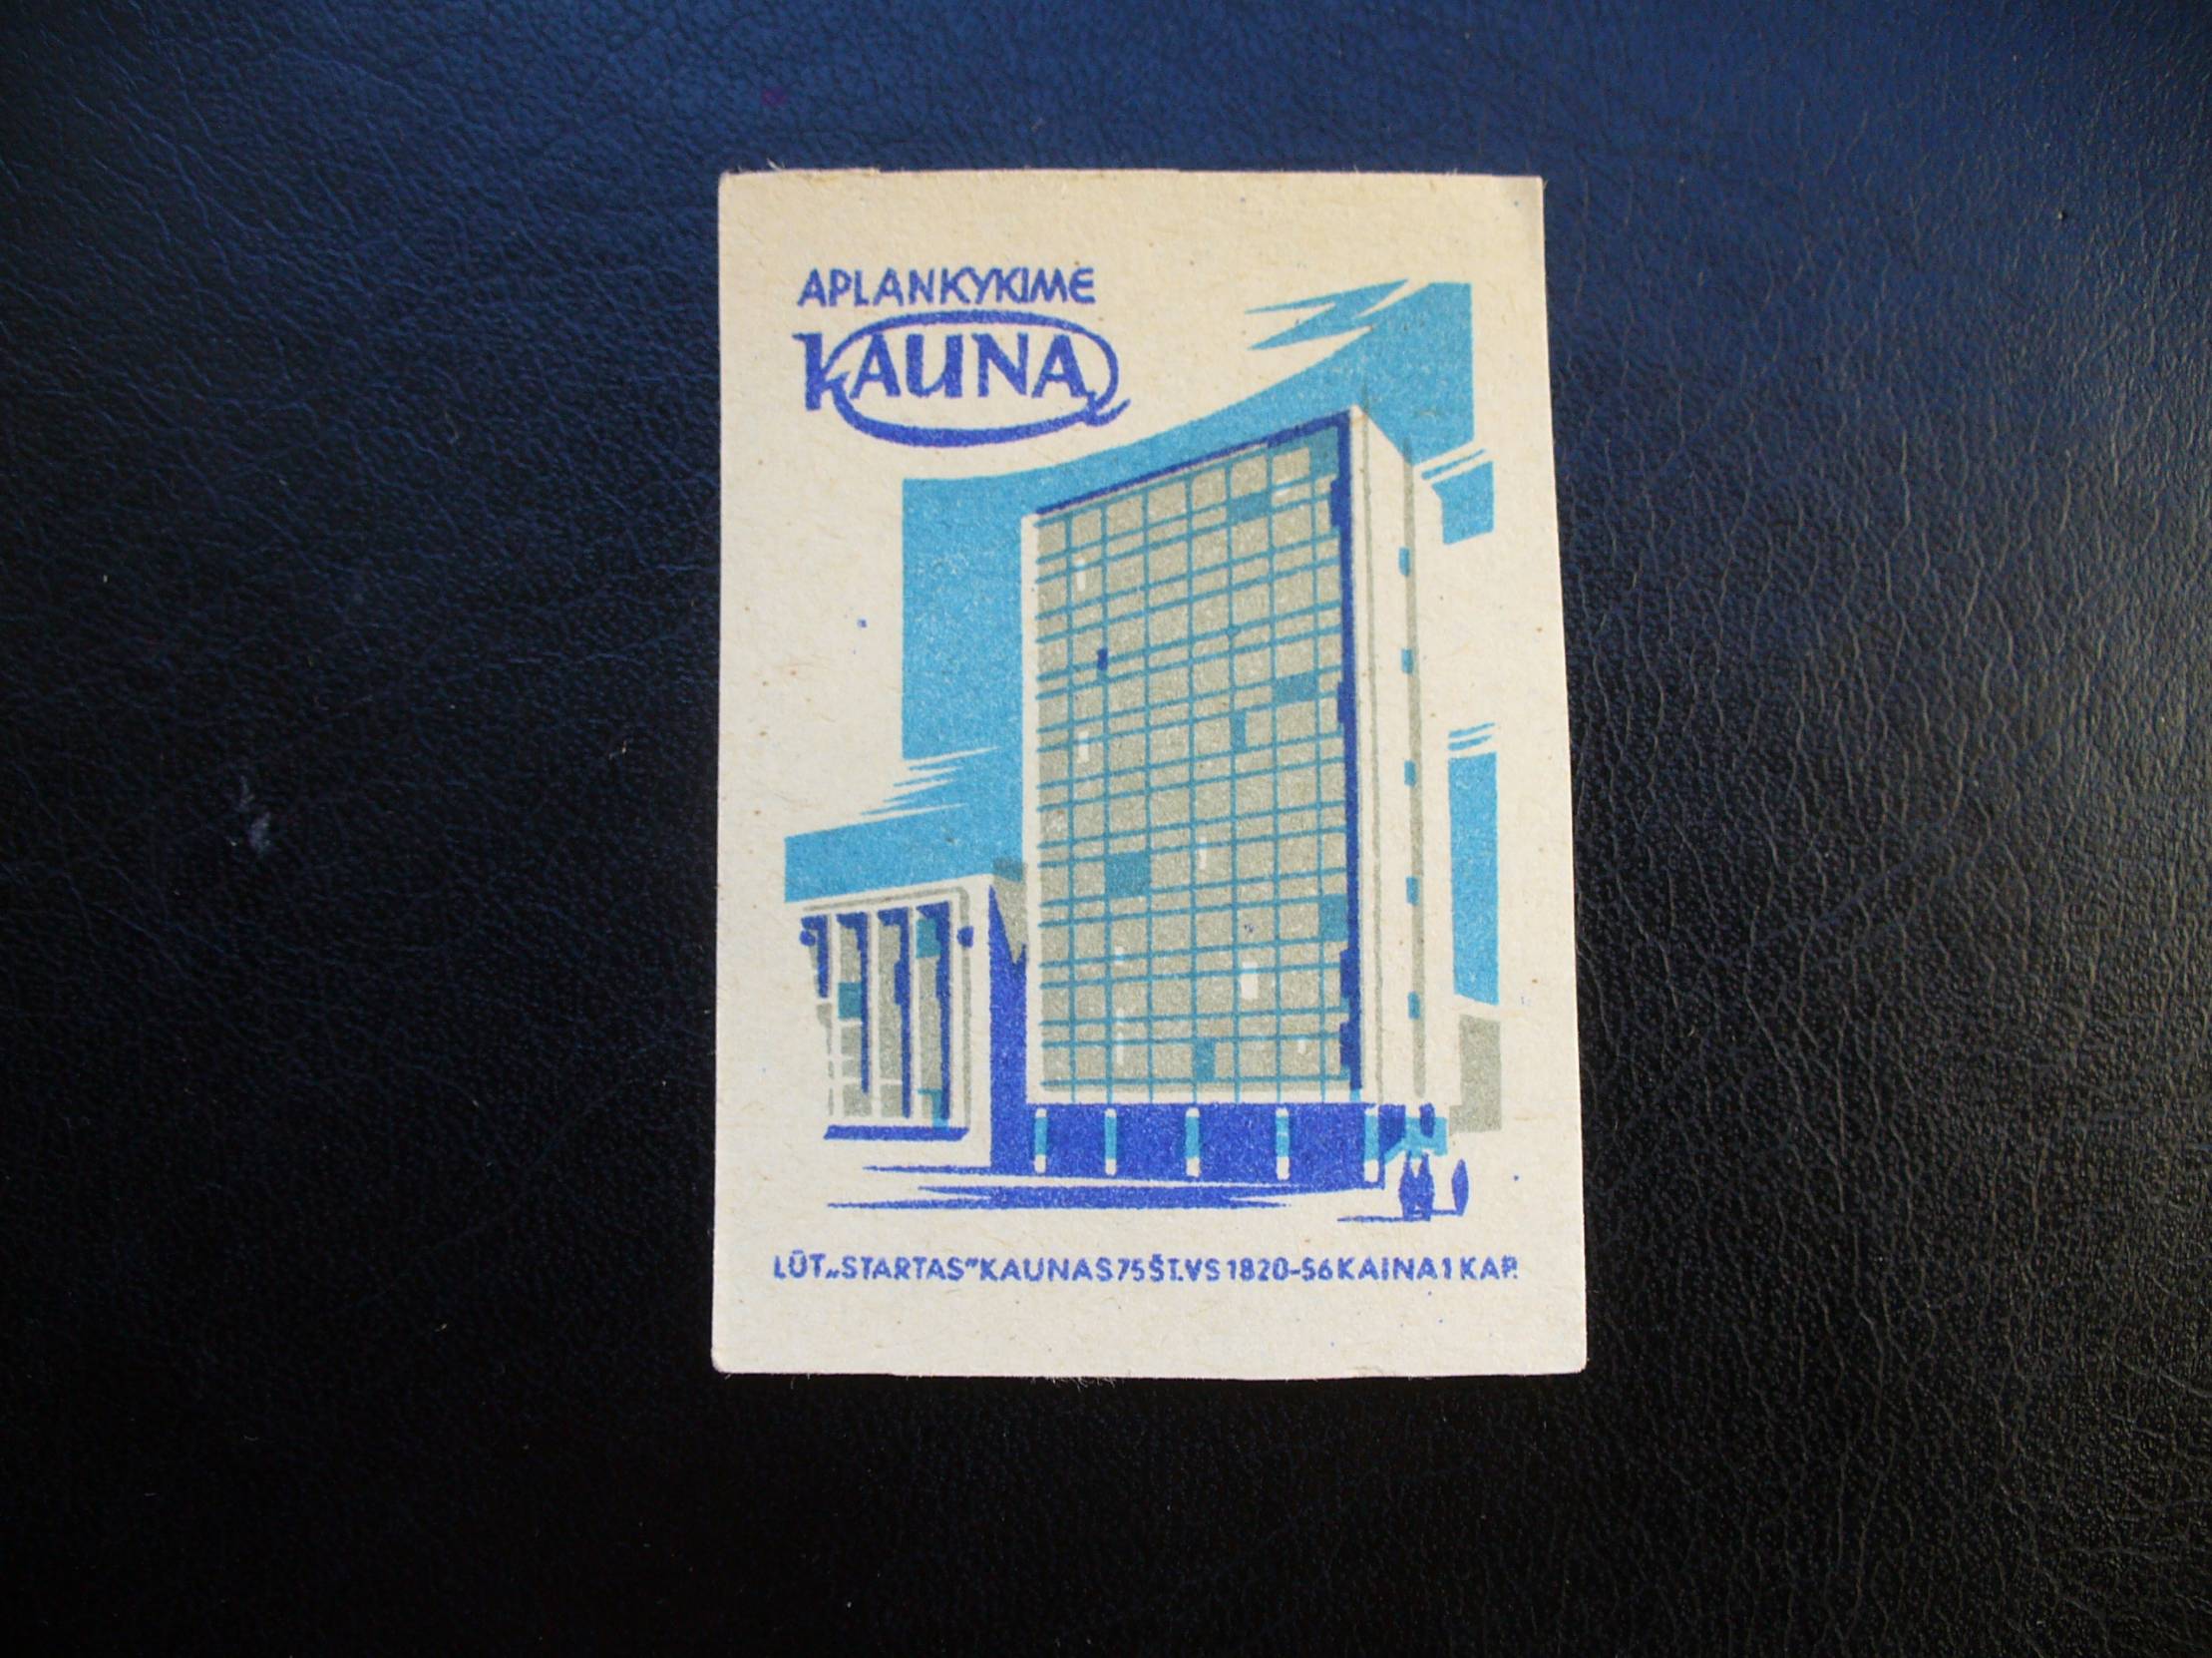 APLANKYKIME
KAUNĄ
LŪT. „STARTAS” KAUNAS 75 ŠT. VS 1820-56 KAINA 1 KAP.